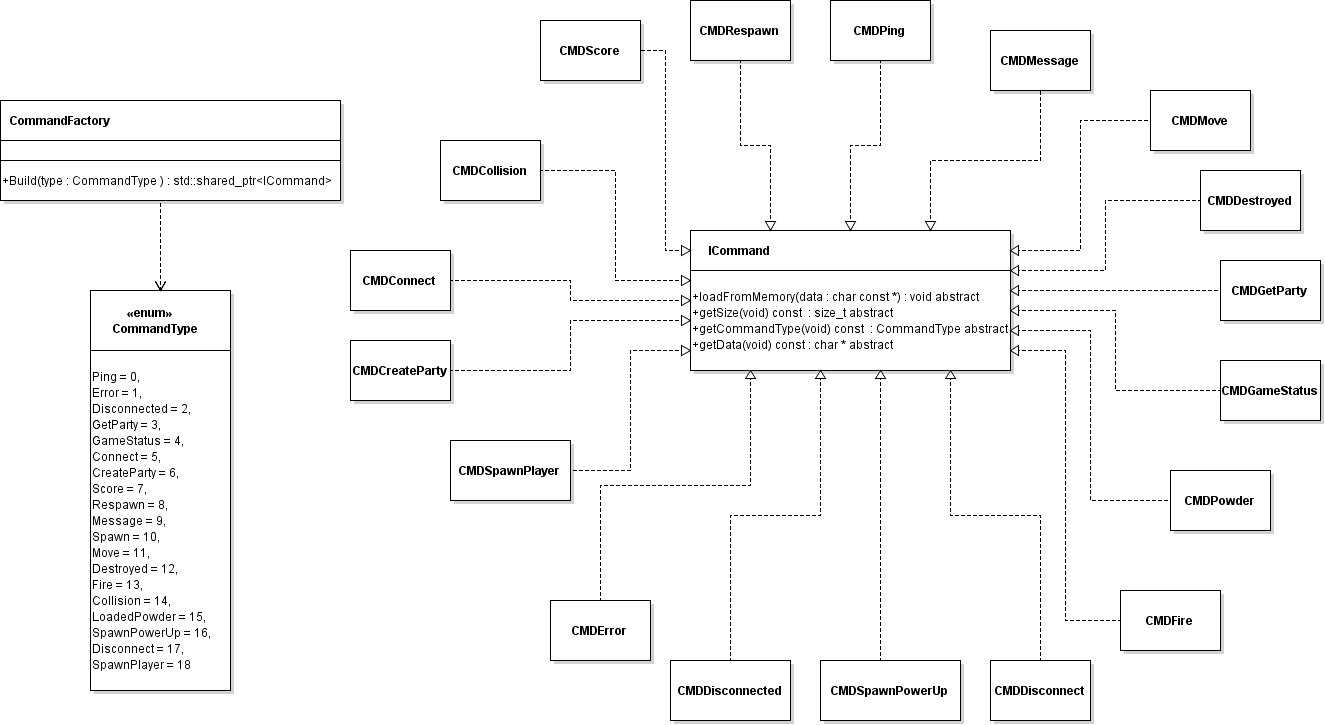 CMDRespawn
CMDPing
CMDScore
CMDMessage
CommandFactory
+Build(type : CommandType ) : std::shared_ptr<ICommand>
CMDMove
CMDCollision
CMDDestroyed
ICommand
+loadFromMemory(data : char const *) : void abstract
+getSize(void) const : size_t abstract
+getCommandType(void) const : CommandType abstract
+getData(void) const : char * abstract
CMDConnect
CMDGetParty
«enum»
CommandType
Ping = 0,
Error = 1,
Disconnected = 2,
GetParty = 3,
GameStatus = 4,
Connect = 5,
CreateParty = 6,
Score = 7,
Respawn = 8,
Message = 9,
Spawn = 10,
Move = 11,
Destroyed = 12,
Fire = 13,
Collision = 14,
LoadedPowder = 15,
SpawnPowerUp = 16,
Disconnect = 17,
SpawnPlayer = 18
CMDCreateParty
CMDGameStatus
CMDSpawnPlayer
CMDPowder
CMDError
CMDFire
CMDDisconnected
CMDSpawnPowerUp
CMDDisconnect